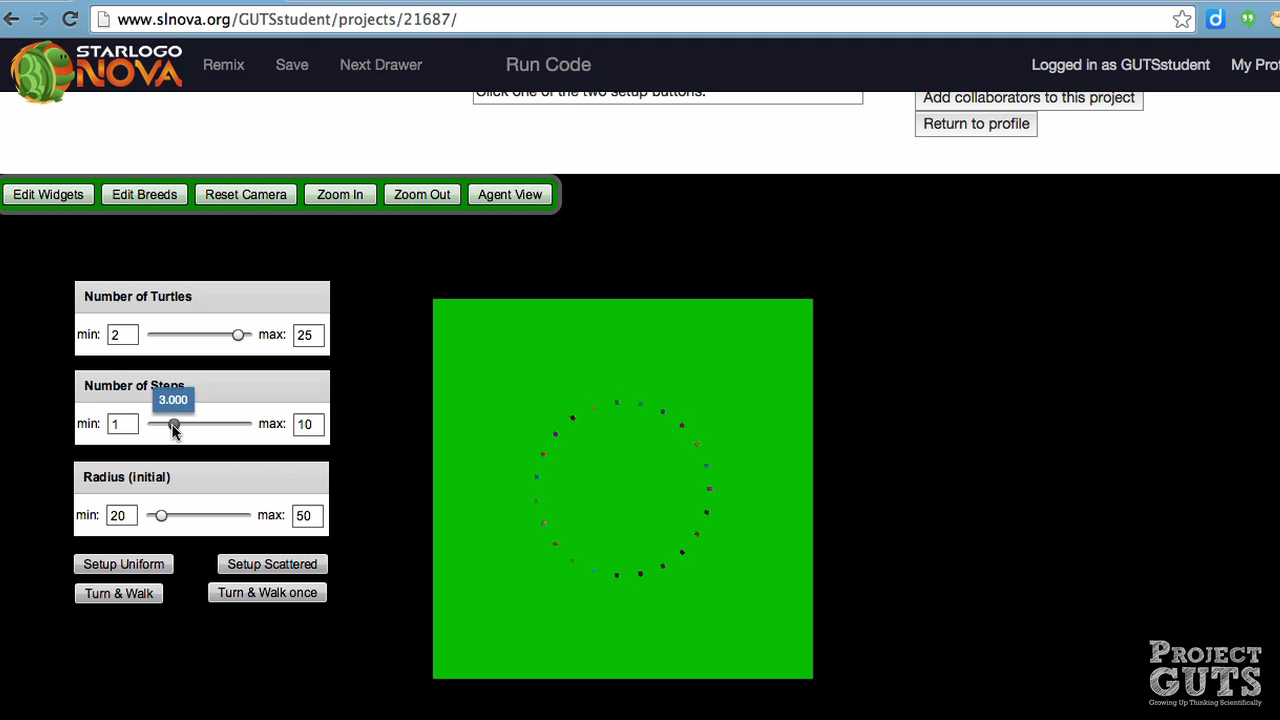 www.slnova.org/GUTSstudent/projects/21687/
STARLOGO
NOVA
Remix
Save
Next Drawer
Run Code
Logged in as GUTSstudent
My Pro
Click one of the two setup buttons.
Add collaborators to this project
Return to profile
Edit Widgets
Edit Breeds
Reset Camera
Zoom In
Zoom Out
Agent View
Number of Turtles
min: 2 max: 25
Number of Steps
3.000
min: 1 max: 10
Radius (initial)
min: 20 max: 50
Setup Uniform
Setup Scattered
Turn & Walk
Turn & Walk once
PROJECT
GUTS
Growing Up Thinking Scientifically